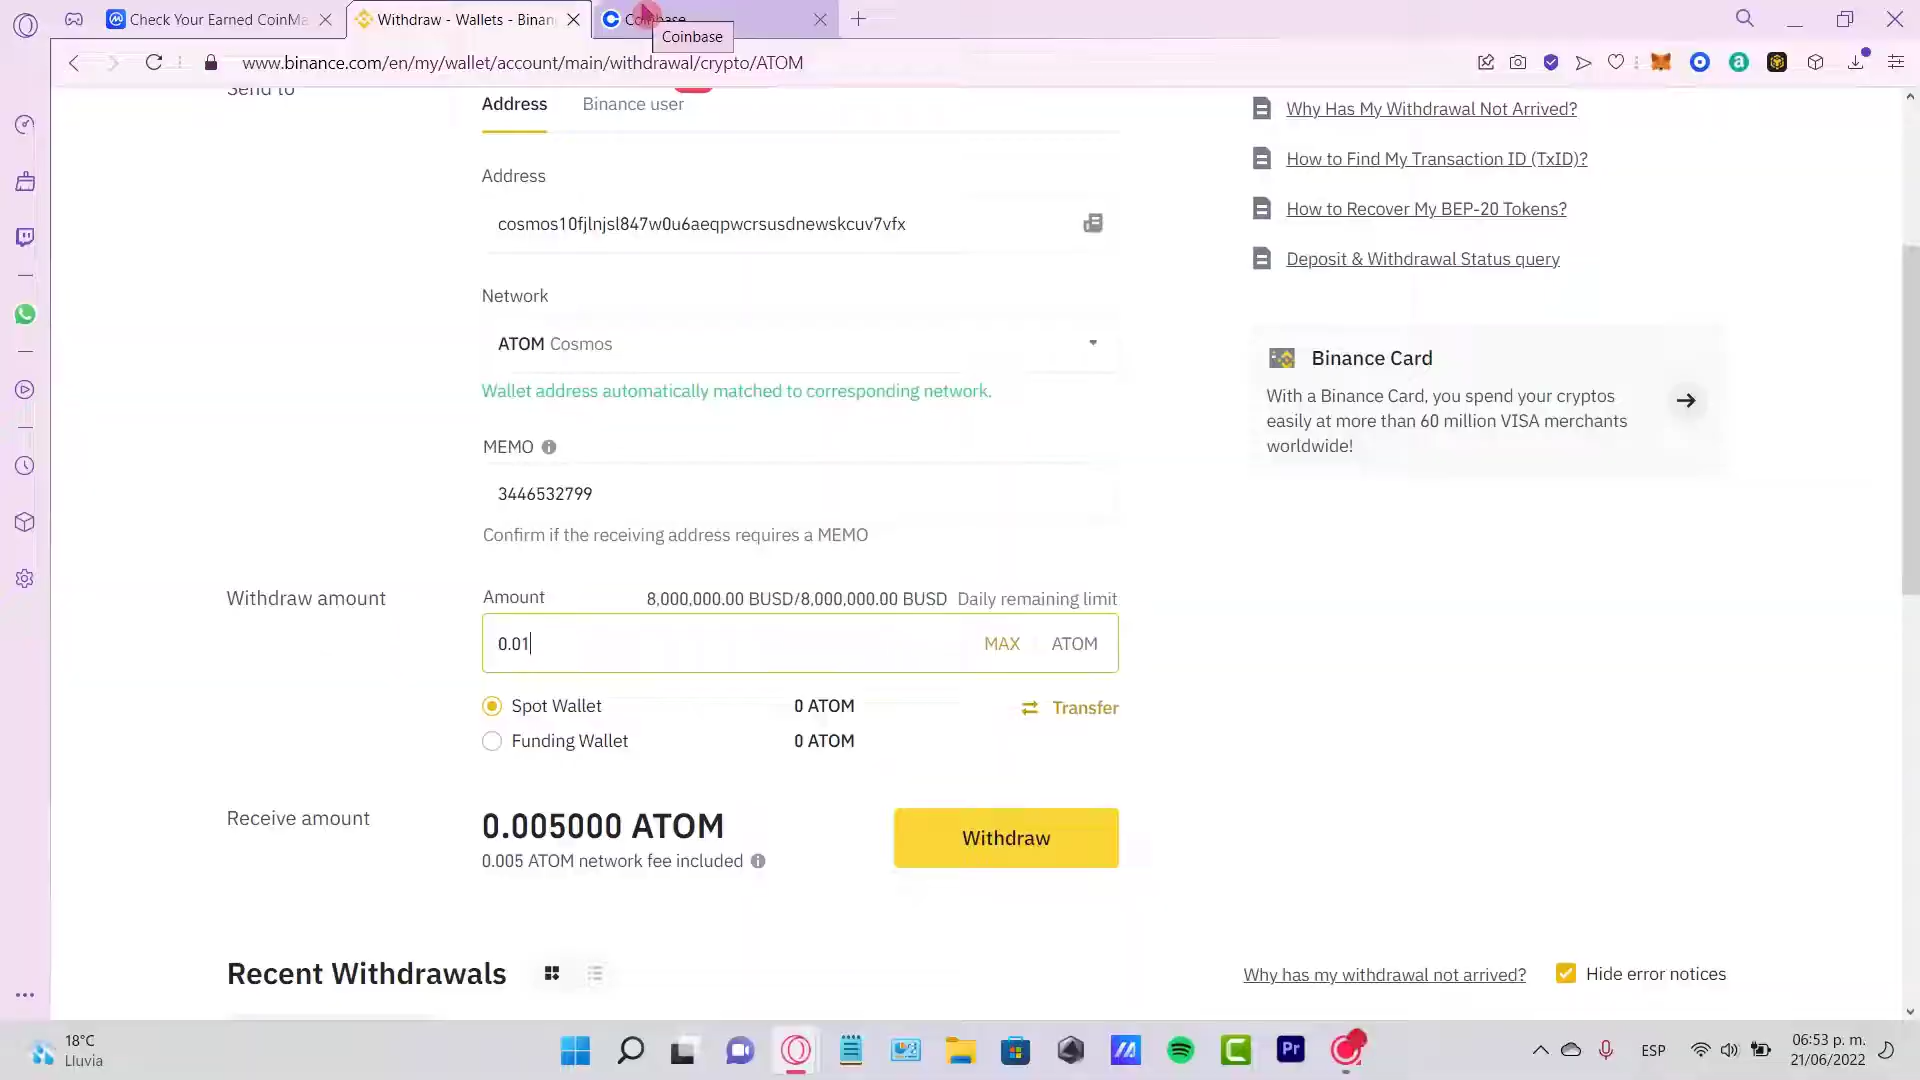 Check Your Earned CoinMa
Withdraw - Wallets - Binan
Coinbase
Coinbase
www.binance.com/en/my/wallet/account/main/withdrawal/crypto/ATOM
Send to
Address
Binance user
Address
cosmos10fjlnjsl847w0u6aeqpwcrsusdnewskcuv7vfx
Network
ATOM Cosmos
Wallet address automatically matched to corresponding network.
MEMO
3446532799
Confirm if the receiving address requires a MEMO
Withdraw amount
Amount
8,000,000.00 BUSD/8,000,000.00 BUSD Daily remaining limit
0.01
MAX
ATOM
Spot Wallet
0 ATOM
Transfer
Funding Wallet
0 ATOM
Receive amount
0.005000 ATOM
0.005 ATOM network fee included
Withdraw
Why Has My Withdrawal Not Arrived?
How to Find My Transaction ID (TxID)?
How to Recover My BEP-20 Tokens?
Deposit & Withdrawal Status query
Binance Card
With a Binance Card, you spend your cryptos
easily at more than 60 million VISA merchants
worldwide!
Recent Withdrawals
Why has my withdrawal not arrived?
Hide error notices
18°C
Lluvia
Pr
ESP
06:53 p. m.
21/06/2022